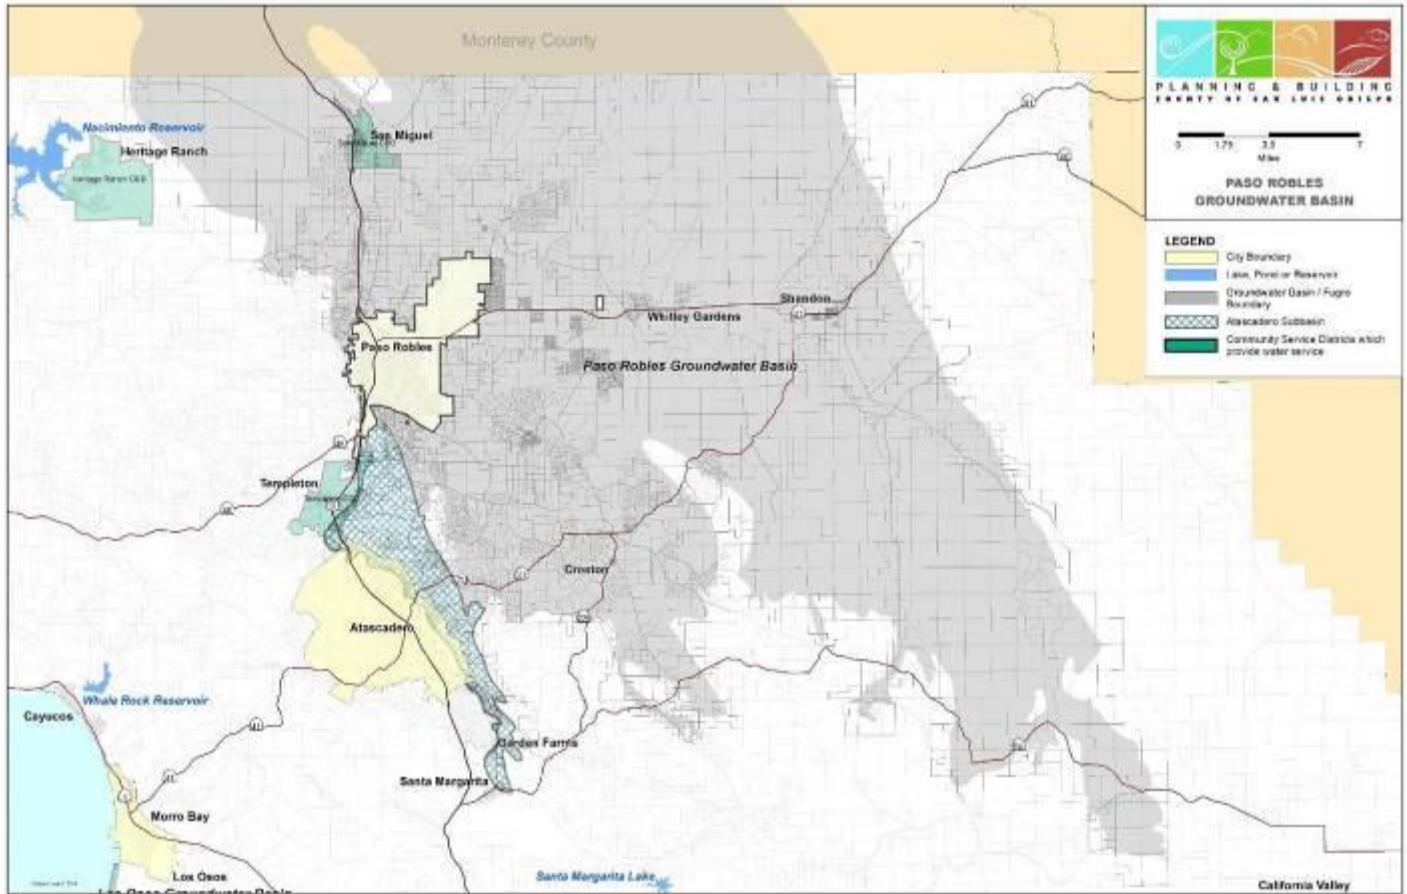 Monterey County
PLANNING & BUILDING
COUNTY OF SAN LUIS OBISPO
0 1.75 3.5 7
Miles
PASO ROBLES
GROUNDWATER BASIN
LEGEND
City Boundary
Lake, Pond or Reservoir
Groundwater Basin / Fugro
Boundary
Atascadero Subbasin
Community Service Districts which
provide water service
Nacimiento Reservoir
Heritage Ranch
Heritage Ranch CSD
San Miguel
Shandon
Whitley Gardens
Paso Robles
Paso Robles Groundwater Basin
Templeton
Creston
Atascadero
Whale Rock Reservoir
Cayucos
Garden Farms
Santa Margarita
Morro Bay
Los Osos
Los Osos Groundwater Basin
Santa Margarita Lake
California Valley